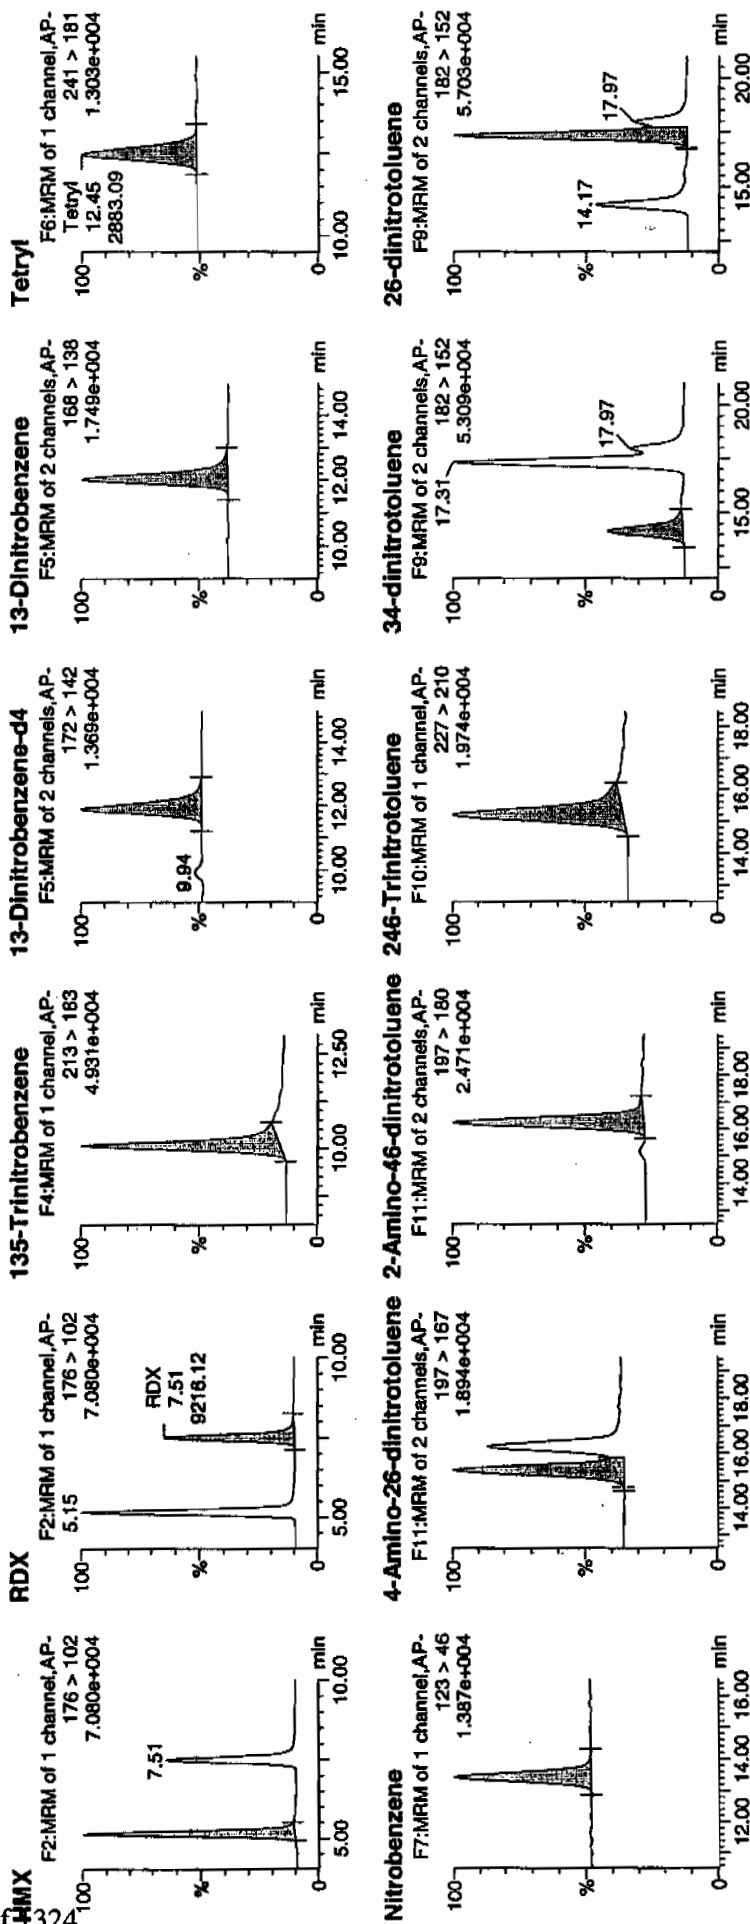 HMX
F2:MRM of 1 channel,AP-
176 > 102
7.080e+004
100
7.51
%
0
min
5.00
10.00
RDX
F2:MRM of 1 channel,AP-
176 > 102
7.080e+004
100
5.15
RDX
7.51
9218.12
%
0
min
5.00
10.00
135-Trinitrobenzene
F4:MRM of 1 channel,AP-
213 > 183
4.931e+004
100
%
0
min
10.00
12.50
13-Dinitrobenzene-d4
F5:MRM of 2 channels,AP-
172 > 142
1.369e+004
100
9.94
%
0
min
10.00
12.00
14.00
13-Dinitrobenzene
F5:MRM of 2 channels,AP-
168 > 138
1.749e+004
100
%
0
min
10.00
12.00
14.00
Tetryl
F6:MRM of 1 channel,AP-
241 > 181
1.303e+004
100
Tetryl
12.45
2883.09
%
0
min
10.00
15.00
Nitrobenzene
F7:MRM of 1 channel,AP-
123 > 46
1.387e+004
100
%
0
min
12.00
14.00
16.00
4-Amino-26-dinitrotoluene
F11:MRM of 2 channels,AP-
197 > 167
1.894e+004
100
%
0
min
14.00
16.00
18.00
2-Amino-46-dinitrotoluene
F11:MRM of 2 channels,AP-
197 > 180
2.471e+004
100
%
0
min
14.00
16.00
18.00
246-Trinitrotoluene
F10:MRM of 1 channel,AP-
227 > 210
1.974e+004
100
%
0
min
14.00
16.00
18.00
34-dinitrotoluene
F9:MRM of 2 channels,AP-
182 > 152
5.309e+004
100
17.31
17.97
%
0
min
15.00
20.00
26-dinitrotoluene
F9:MRM of 2 channels,AP-
182 > 152
5.703e+004
100
14.17
17.97
%
0
min
15.00
20.00
324